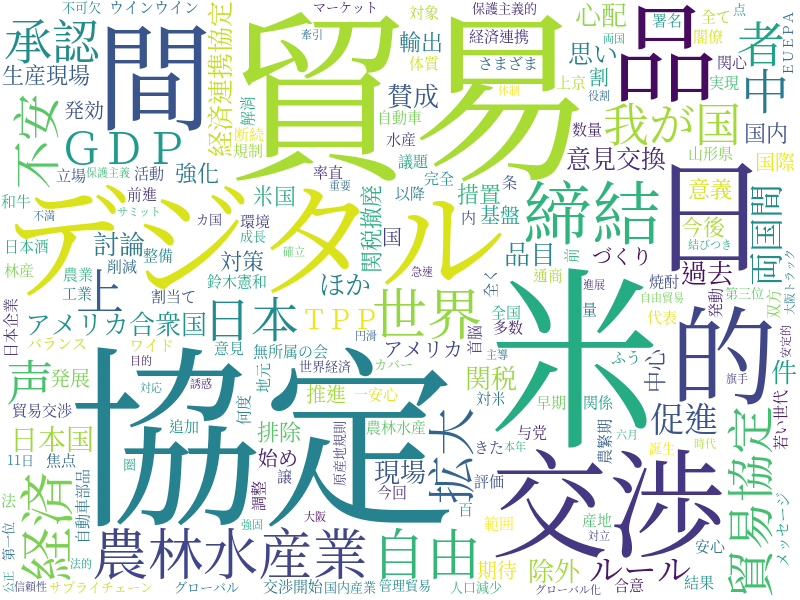 不可欠 ウインウイン マーケット 対象 保護主義的 署名 全て 点
承認 間 貿易 心配 閣僚 EUEPA
牽引 輸出 経済連携 品 者 関心 両国
生産現場 経済連携協定 体質 さまざま 思い 割 上京 中 実現
発効 GDP 断続 解消 賛成 自動車 体制 役割
不安 規制 水産 数量 我が国 山形県 国内
立場 保護主義 活動 強化 率直 議題 意見交換 国際
和牛 不満 前進 米国 重要 以降 完全 措置 条 日 意義
日本酒 サミット カ国 環境 関税撤廃 基盤 内 締結 今後 両国間
デジタル 討論 整備 成長 国 品目 前 づくり 結びつき
林産 農業 削減 対策 確立 急速 全く 通商 焼酎 過去
工業 割当て 上 鈴木憲和 ほか 進展 量 自由貿易 発動 第三位 双方 大阪トラック
日本企業 アメリカ合衆国 日本 TPP 世界 首脳 全国 多数 米 代表 的
バランス ワイド 意見 無所属の会 アメリカ ふう 旗手 件
声 発展 目的 対応 誘惑 地元 世界経済 カバー 主導 関税 中心
貿易交渉 協定 何度 推進 一安心 対米 早期 関係 促進 若い世代
日本国 追加 排除 円滑 農林水産 拡大 きた 与党 本年 農繁期 六月 誕生 時代
11日 焦点 圏 始め 譲 原産地規則 現場 評価 交渉 貿易協定 メッセージ
法 経済 自動車部品 調整 今回 百 範囲 産地 対立 安心
公正 第一位 法的 農林水産業 強固 大阪 自由 期待 除外 ルール
信頼性 サプライチェーン グローバル 交渉開始 国内産業 管理貿易 人口減少 グローバル化 合意 結果 安定的